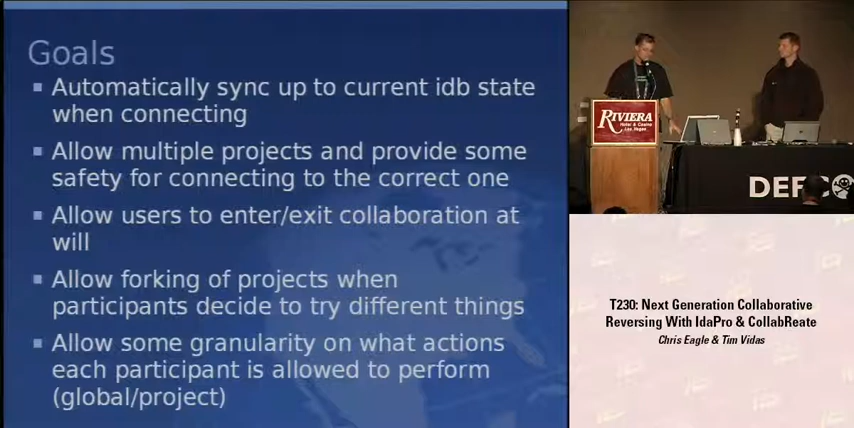 Goals
Automatically sync up to current idb state
when connecting
Allow multiple projects and provide some
safety for connecting to the correct one
Allow users to enter/exit collaboration at
will
Allow forking of projects when
participants decide to try different things
Allow some granularity on what actions
each participant is allowed to perform
(global/project)
RIVIERA
Hotel & Casino
Las Vegas
DEFC
T230: Next Generation Collaborative
Reversing With IdaPro & CollabReate
Chris Eagle & Tim Vidas